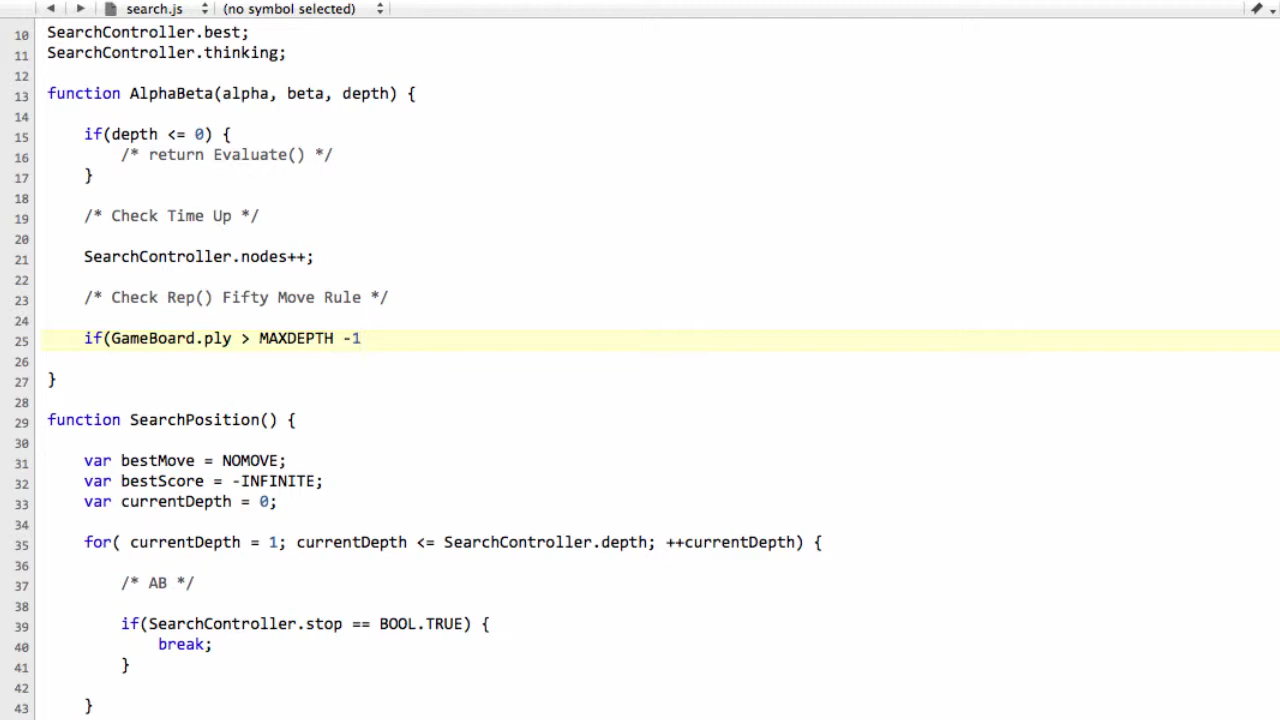 search.js (no symbol selected)
10 SearchController.best;
11 SearchController.thinking;
12
13 function AlphaBeta(alpha, beta, depth) {
14
15 if(depth <= 0) {
16 /* return Evaluate() */
17 }
18
19 /* Check Time Up */
20
21 SearchController.nodes++;
22
23 /* Check Rep() Fifty Move Rule */
24
25 if(GameBoard.ply > MAXDEPTH -1
26
27 }
28
29 function SearchPosition() {
30
31 var bestMove = NOMOVE;
32 var bestScore = -INFINITE;
33 var currentDepth = 0;
34
35 for( currentDepth = 1; currentDepth <= SearchController.depth; ++currentDepth) {
36
37 /* AB */
38
39 if(SearchController.stop == BOOL.TRUE) {
40 break;
41 }
42
43 }